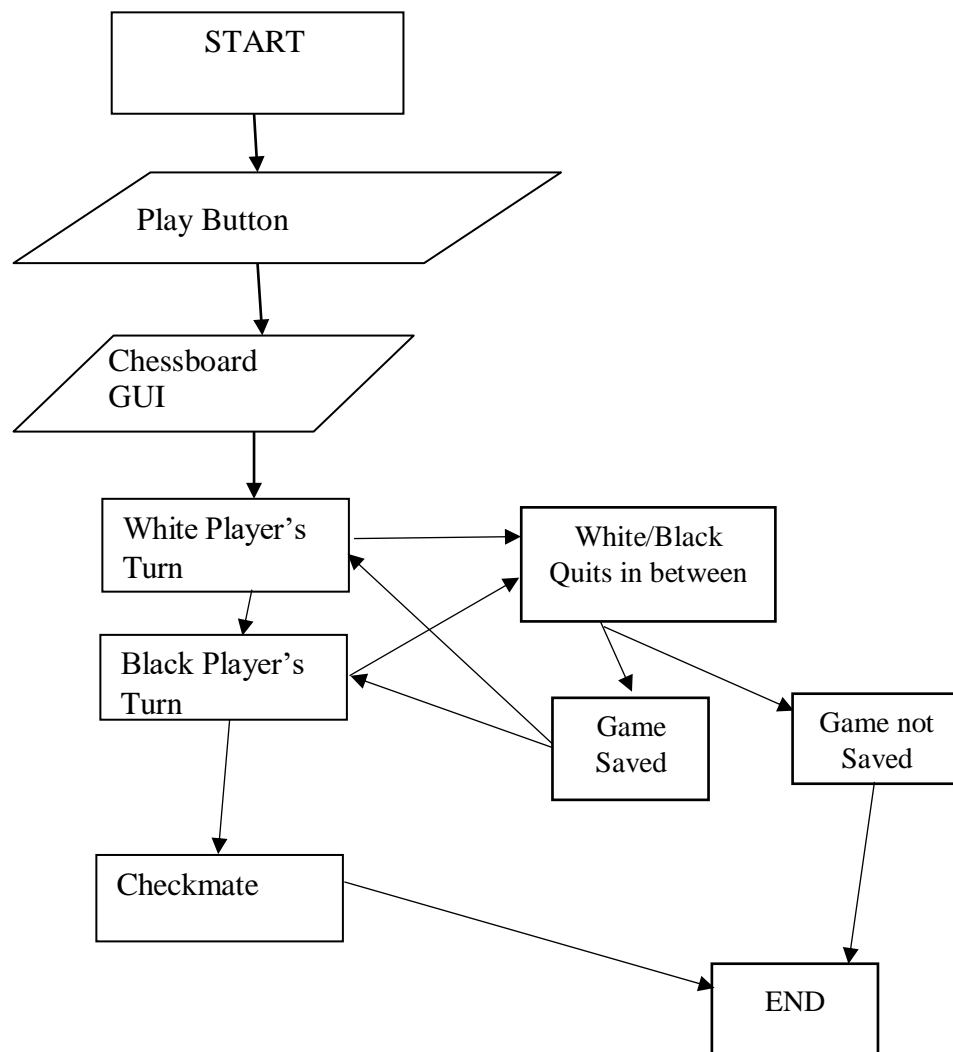 START
Play Button
Chessboard
GUI
White Player’s
Turn
White/Black
Quits in between
Black Player’s
Turn
Game
Saved
Game not
Saved
Checkmate
END